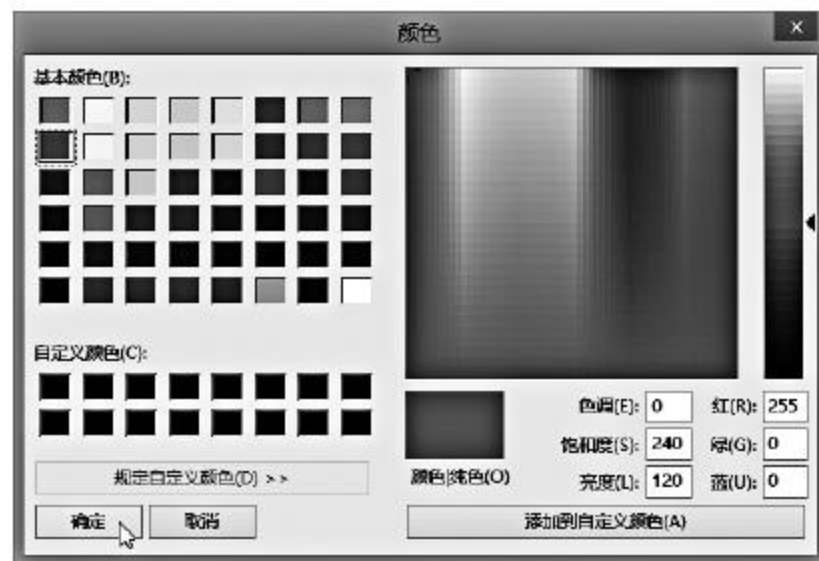 颜色
基本颜色(B):
自定义颜色(C):
规定自定义颜色(D) >>
确定
取消
颜色|纯色(O)
色调(E): 0
红(R): 255
饱和度(S): 240
绿(G): 0
亮度(L): 120
蓝(U): 0
添加到自定义颜色(A)